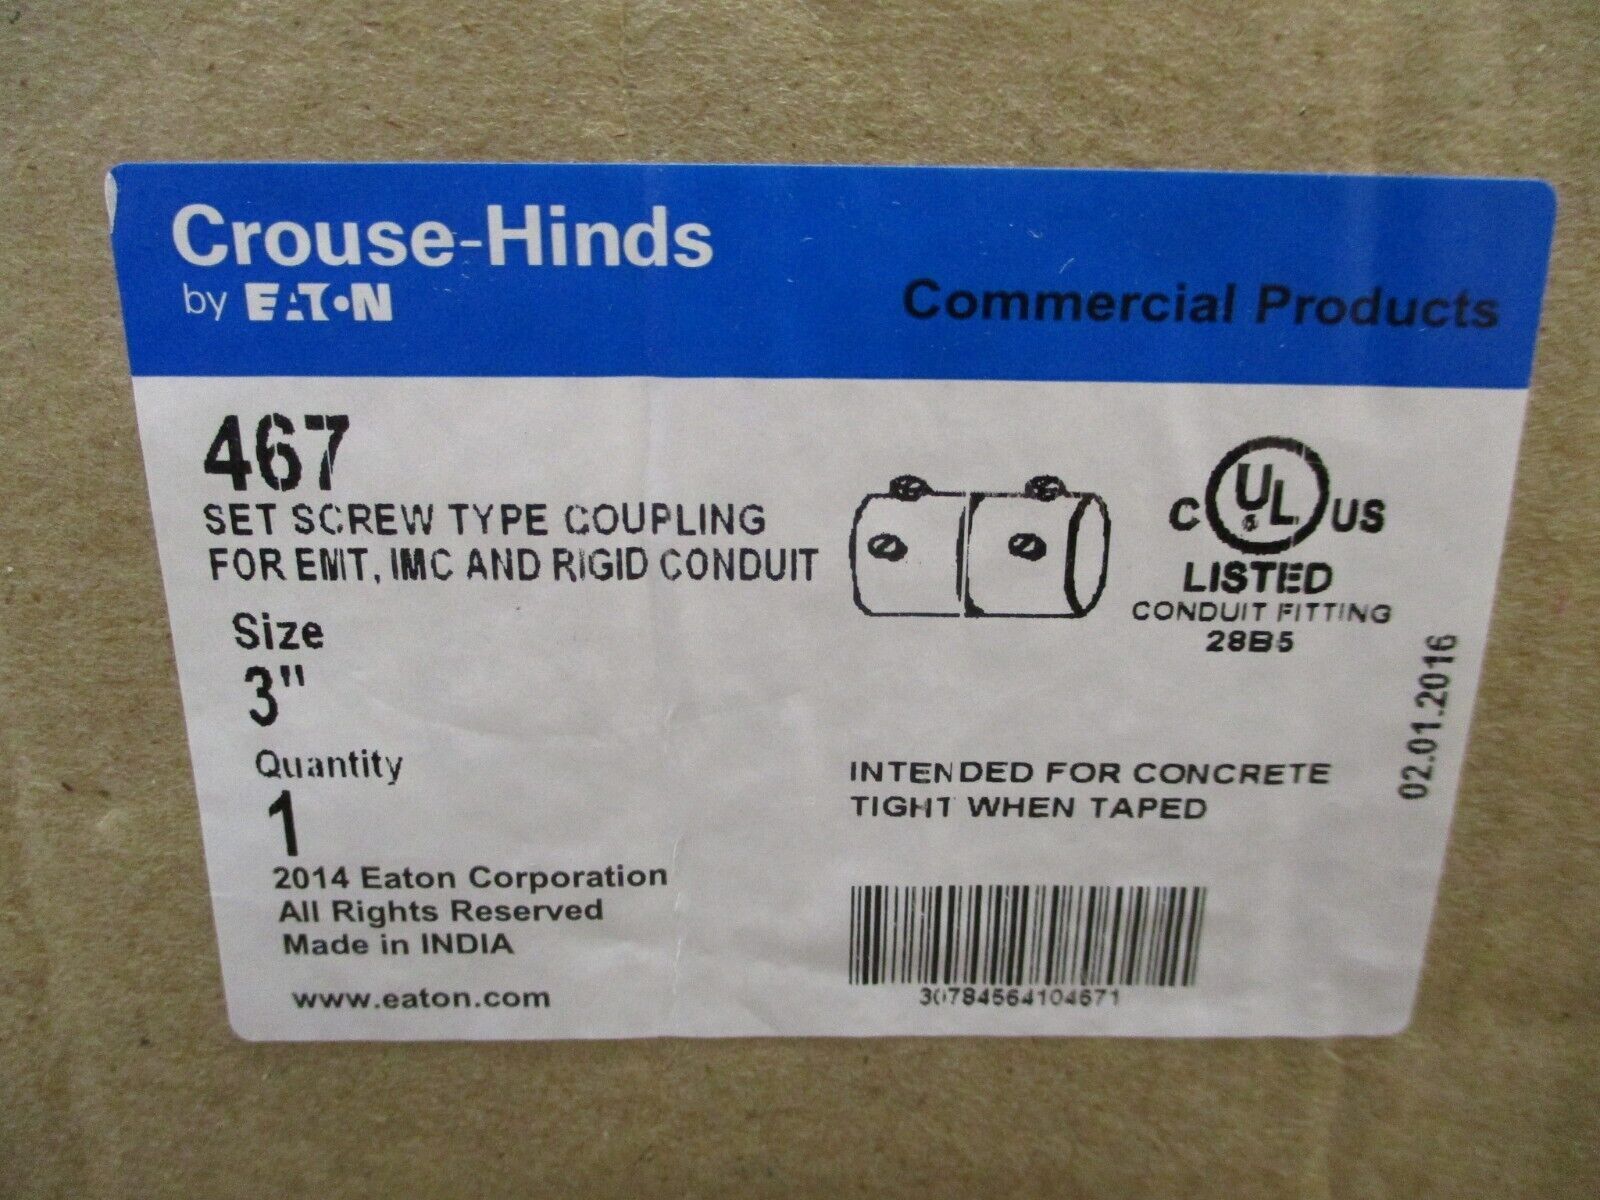 Crouse-Hinds
by EATON
Commercial Products
467
SET SCREW TYPE COUPLING
FOR EMT, IMC AND RIGID CONDUIT
Size
3"
Quantity
1
2014 Eaton Corporation
All Rights Reserved
Made in INDIA
www.eaton.com
C UL US
LISTED
CONDUIT FITTING
28B5
INTENDED FOR CONCRETE
TIGHT WHEN TAPED
30784564104671
02.01.2016